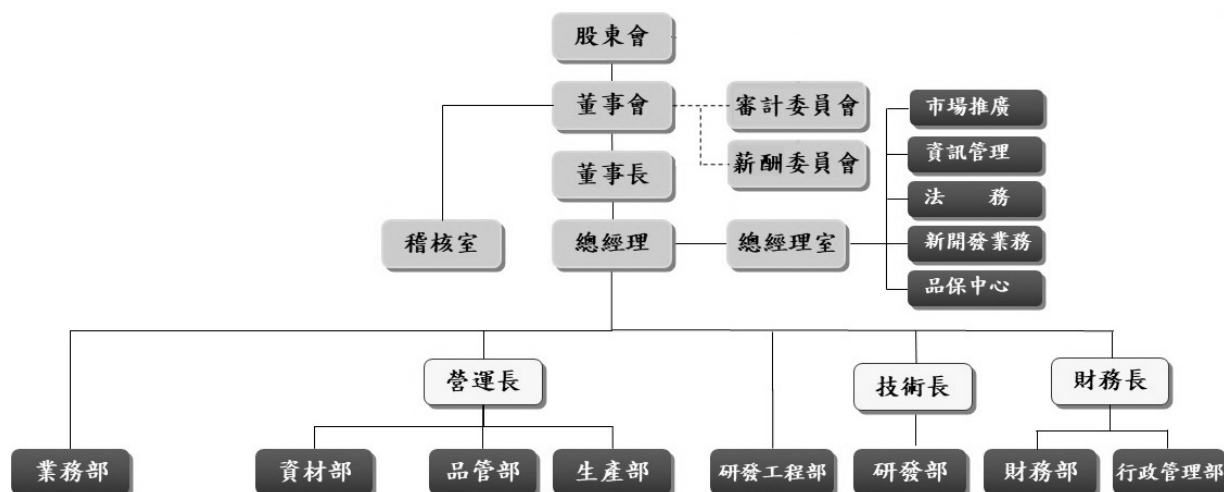 股東會
董事會
審計委員會
市場推廣
資訊管理
薪酬委員會
董事長
法 務
稽核室
總經理
總經理室
新開發業務
品保中心
營運長
技術長
財務長
業務部
資材部
品管部
生產部
研發工程部
研發部
財務部
行政管理部